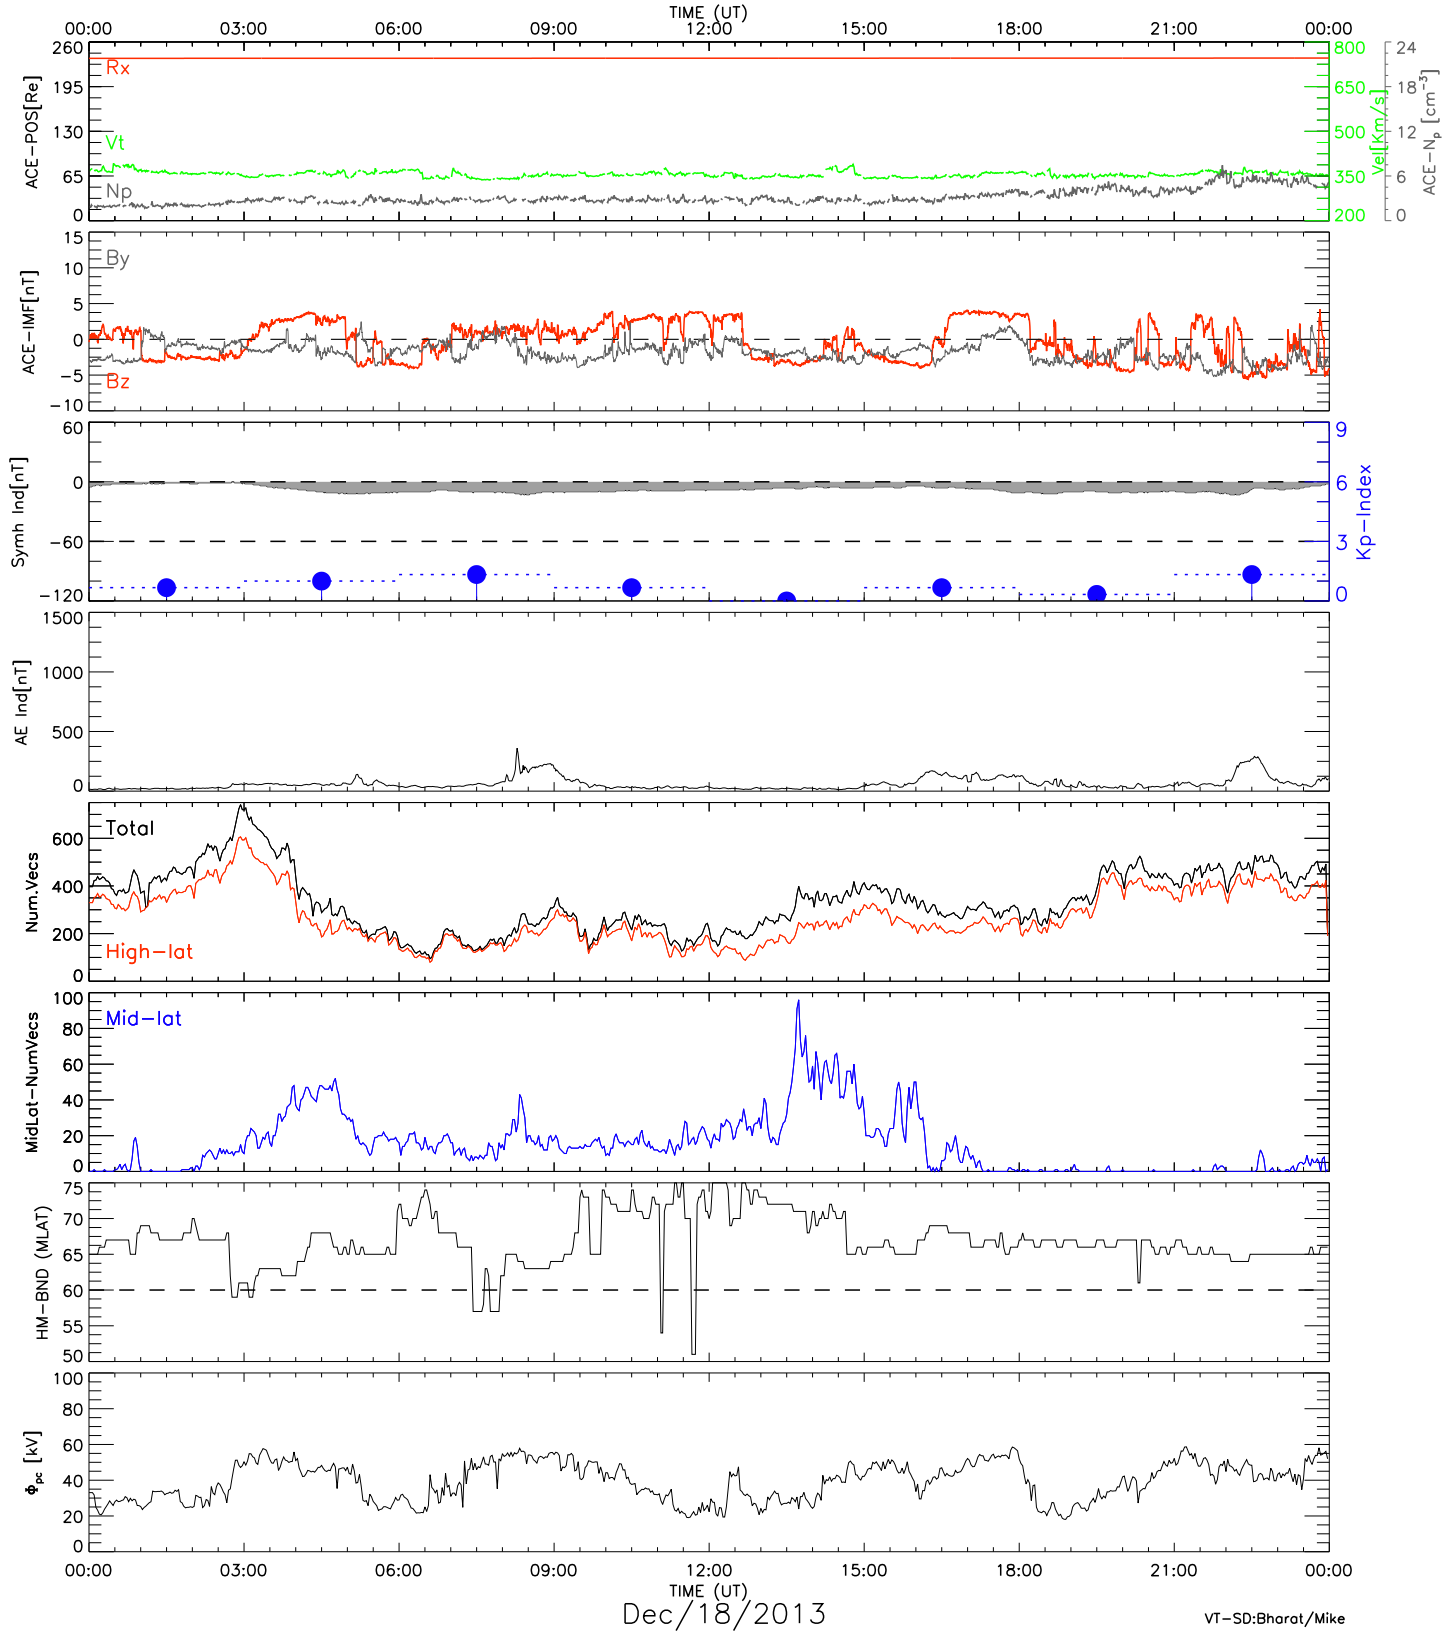 TIME (UT)
00:00 03:00 06:00 09:00 12:00 15:00 18:00 21:00 00:00
260 195 130 65 0
ACE-POS[Re]
Rx
Vt
Np
800 650 500 350 200
Vel[Km/s]
24 18 12 6 0
ACE-Np [cm-3]
15 10 5 0 -5 -10
ACE-IMF[nT]
By
Bz
60 0 -60 -120
Symh Ind[nT]
9 6 3 0
Kp-Index
1500 1000 500 0
AE Ind[nT]
600 400 200 0
Num.Vecs
Total
High-lat
100 80 60 40 20 0
MidLat-NumVecs
Mid-lat
75 70 65 60 55 50
HM-BND (MLAT)
100 80 60 40 20 0
Φpc [kV]
00:00 03:00 06:00 09:00 12:00 15:00 18:00 21:00 00:00
TIME (UT)
Dec/18/2013
VT-SD:Bharat/Mike